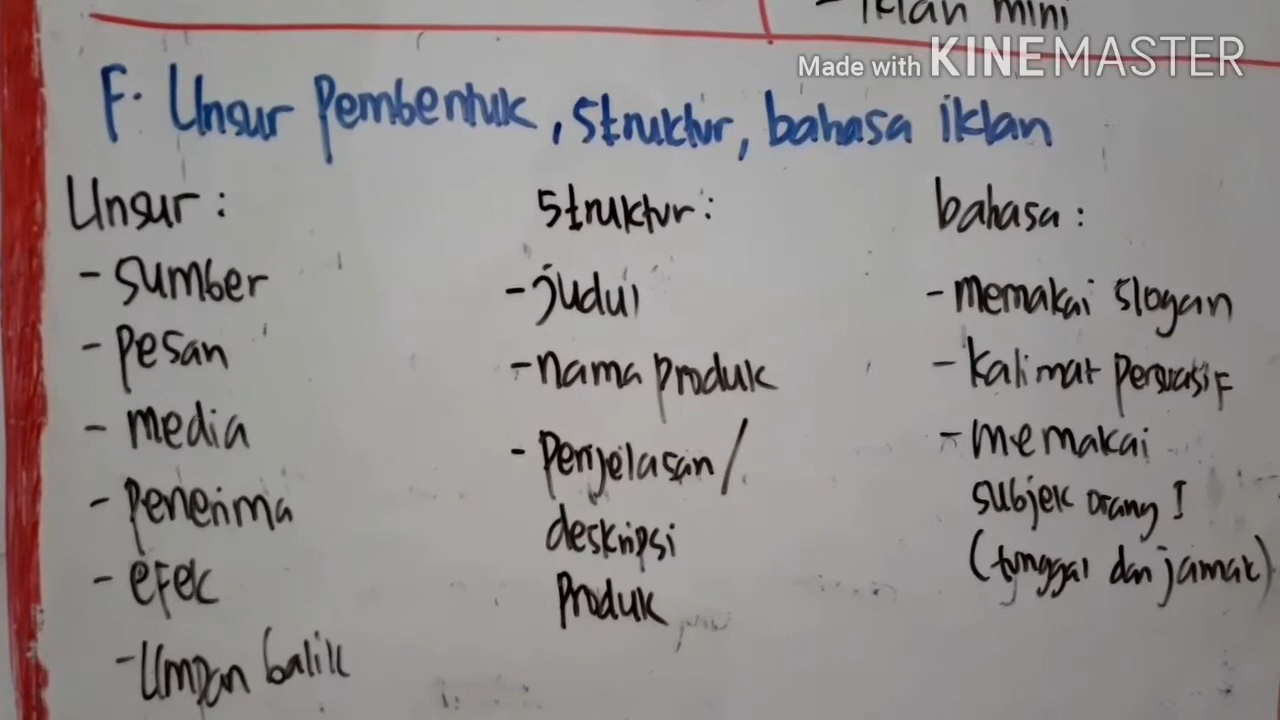 - iklan mini
Made with KINEMASTER
F. Unsur Pembentuk, Struktur, bahasa iklan
Unsur :
- sumber
- pesan
- media
- penerima
- efek
- Umpan balik
Struktur :
- judul
- nama produk
- Penjelasan /
deskripsi
Produk
bahasa :
- memakai slogan
- Kalimat persuasif
- memakai
subjek orang I
(tunggal dan jamak)